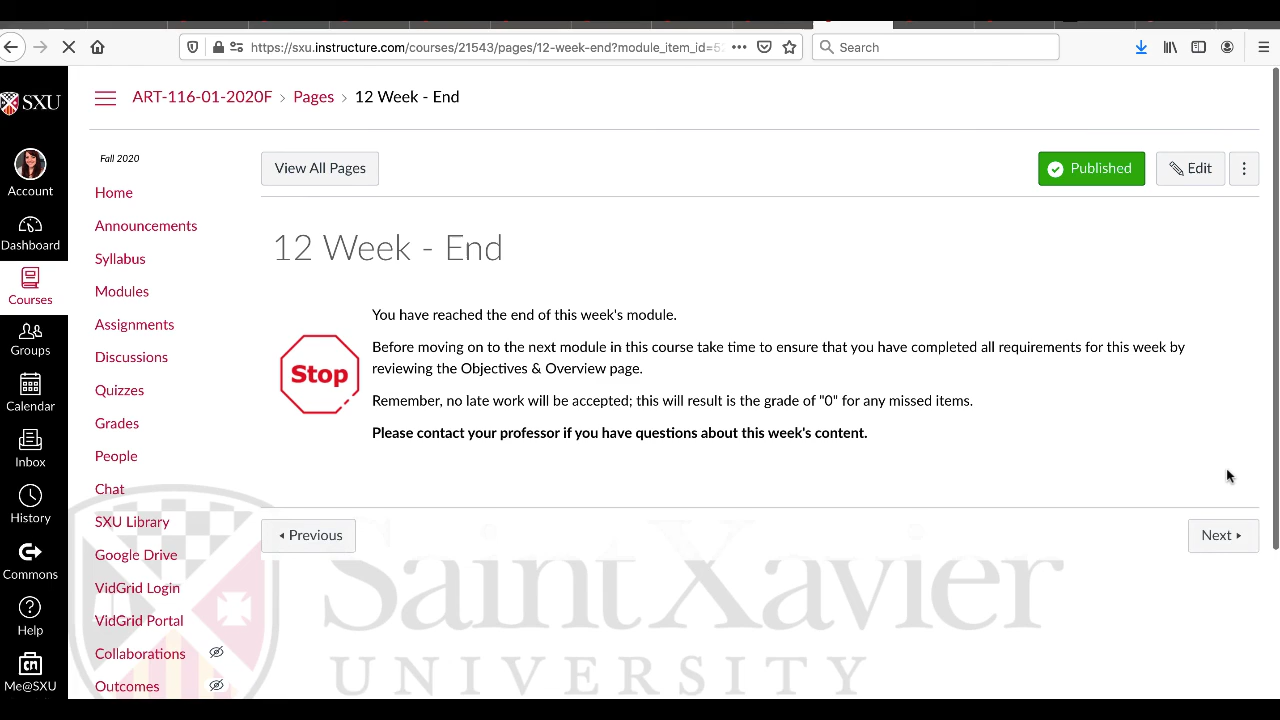 https://sxu.instructure.com/courses/21543/pages/12-week-end?module_item_id=5
Search
SXU
ART-116-01-2020F › Pages › 12 Week - End
Account
Dashboard
Courses
Groups
Calendar
Inbox
History
Commons
Help
Me@SXU
Fall 2020
Home
Announcements
Syllabus
Modules
Assignments
Discussions
Quizzes
Grades
People
Chat
SXU Library
Google Drive
VidGrid Login
VidGrid Portal
Collaborations
Outcomes
View All Pages
Published
Edit
12 Week - End
Stop
You have reached the end of this week's module.
Before moving on to the next module in this course take time to ensure that you have completed all requirements for this week by
reviewing the Objectives & Overview page.
Remember, no late work will be accepted; this will result is the grade of "0" for any missed items.
Please contact your professor if you have questions about this week's content.
Previous
Next
Saint Xavier
UNIVERSITY